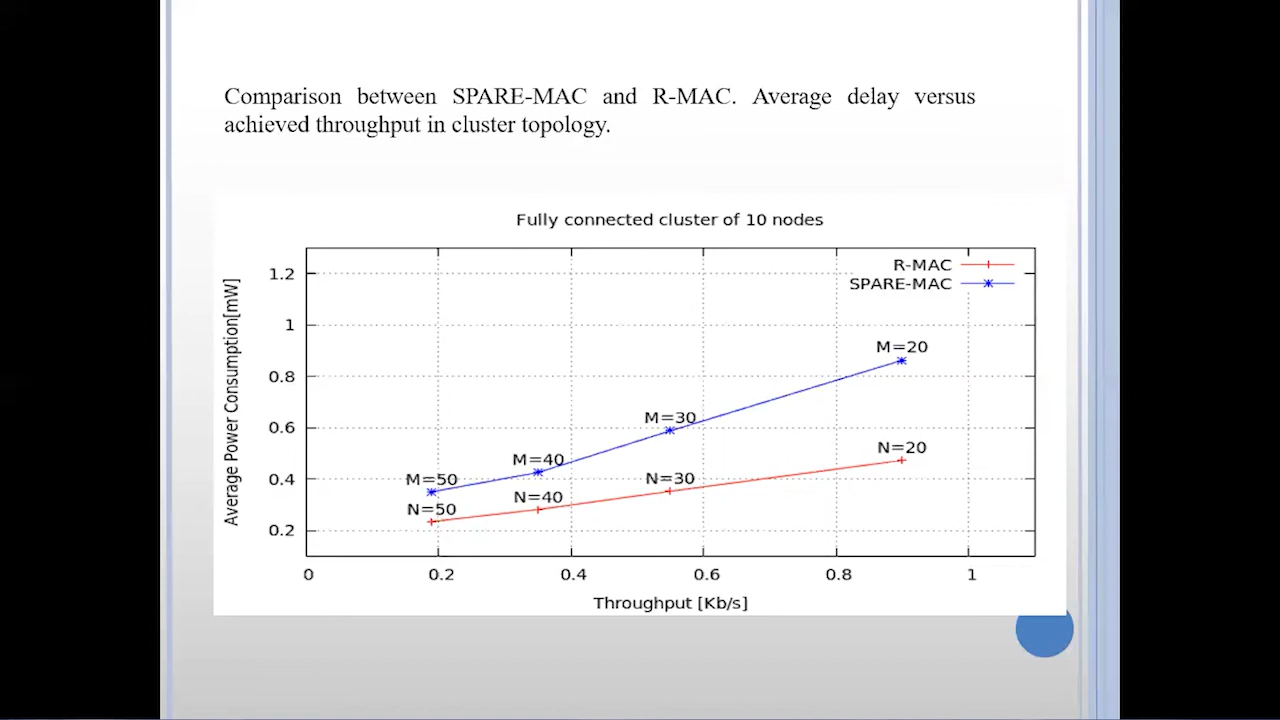 Comparison between SPARE-MAC and R-MAC. Average delay versus
achieved throughput in cluster topology.
Fully connected cluster of 10 nodes
R-MAC
SPARE-MAC
Average Power Consumption[mW]
1.2
1
0.8
0.6
0.4
0.2
M=20
M=30
M=40
M=50
N=20
N=30
N=40
N=50
0 0.2 0.4 0.6 0.8 1
Throughput [Kb/s]